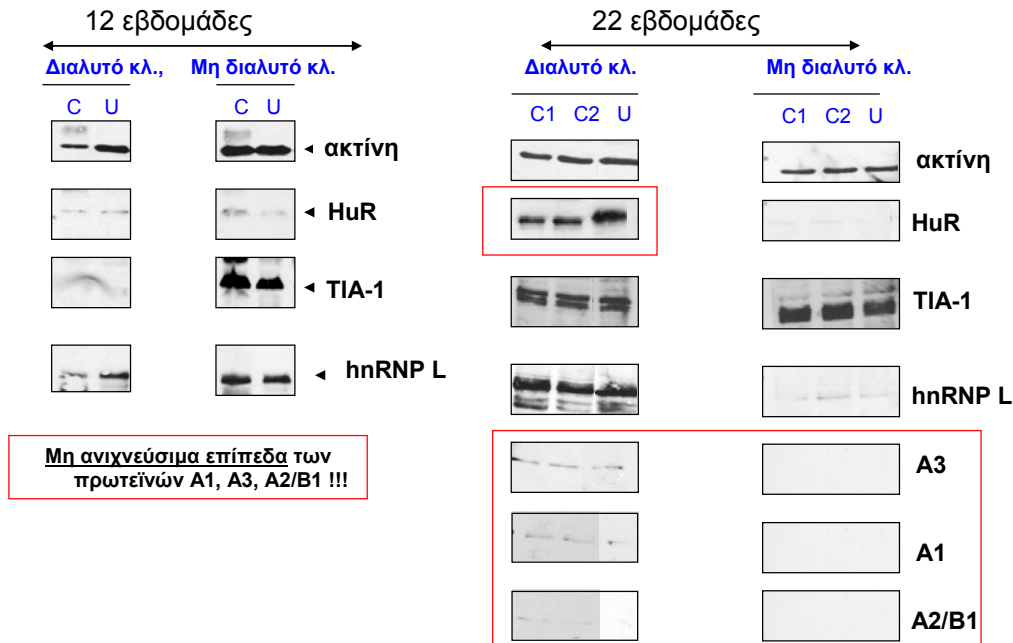 12 εβδομάδες
Διαλυτό κλ., Μη διαλυτό κλ.
C U C U
ακτίνη
HuR
TIA-1
hnRNP L
Μη ανιχνεύσιμα επίπεδα των
πρωτεϊνών A1, A3, A2/B1 !!!
22 εβδομάδες
Διαλυτό κλ. Μη διαλυτό κλ.
C1 C2 U C1 C2 U
ακτίνη
HuR
TIA-1
hnRNP L
A3
A1
A2/B1